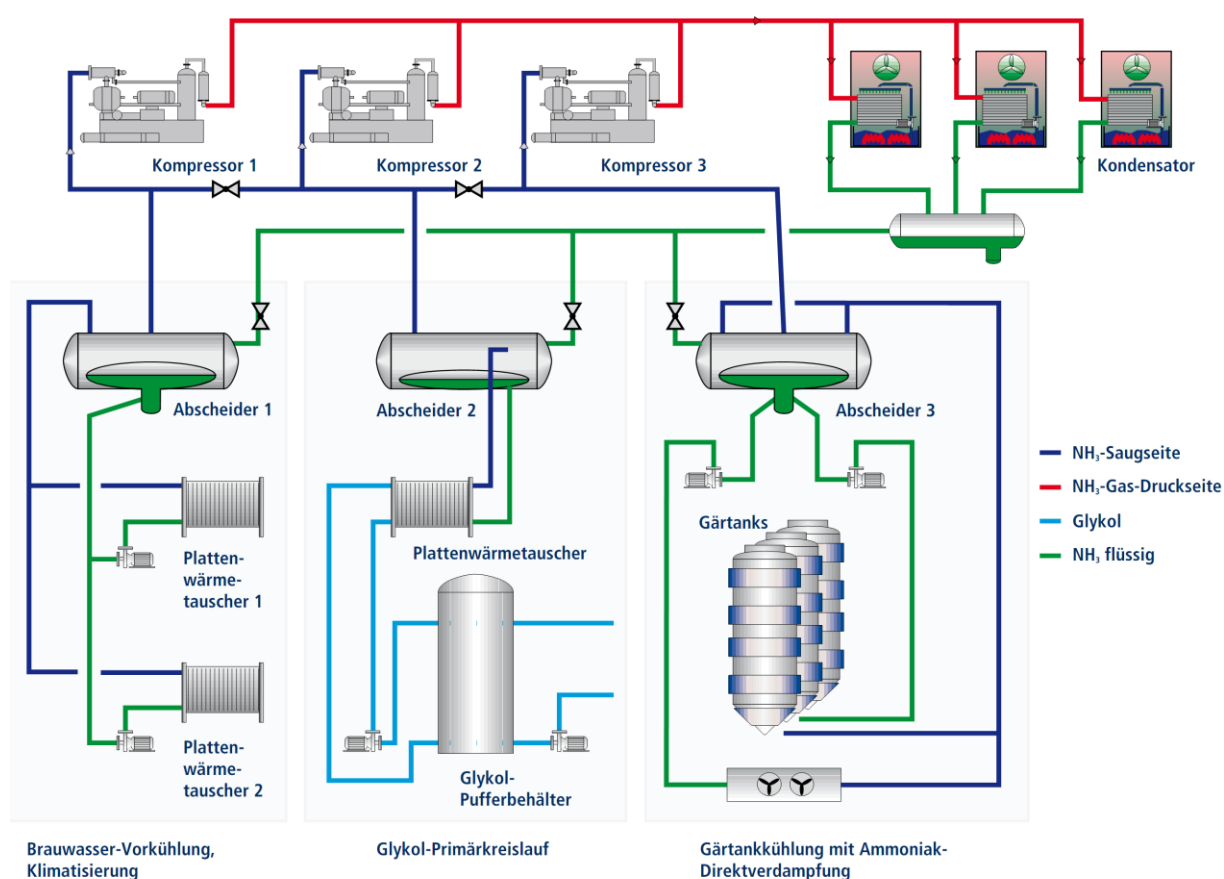 Kompressor 1
Kompressor 2
Kompressor 3
Kondensator
Abscheider 1
Abscheider 2
Abscheider 3
NH₃-Saugseite
NH₃-Gas-Druckseite
Glykol
NH₃ flüssig
Platten-
wärme-
tauscher 1
Platten-
wärme-
tauscher 2
Plattenwärmetauscher
Glykol-
Pufferbehälter
Gärtanks
Brauwasser-Vorkühlung,
Klimatisierung
Glykol-Primärkreislauf
Gärtankkühlung mit Ammoniak-
Direktverdampfung